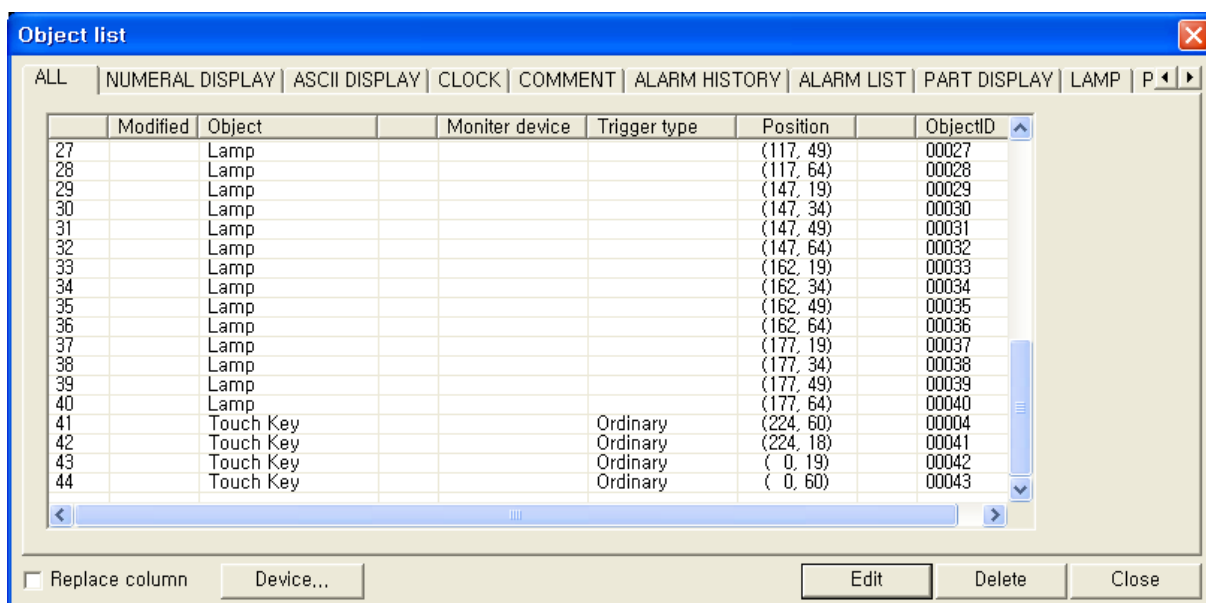 Object list
ALL NUMERAL DISPLAY ASCII DISPLAY CLOCK COMMENT ALARM HISTORY ALARM LIST PART DISPLAY LAMP P
Modified Object Moniter device Trigger type Position ObjectID
27 Lamp (117, 49) 00027
28 Lamp (117, 64) 00028
29 Lamp (147, 19) 00029
30 Lamp (147, 34) 00030
31 Lamp (147, 49) 00031
32 Lamp (147, 64) 00032
33 Lamp (162, 19) 00033
34 Lamp (162, 34) 00034
35 Lamp (162, 49) 00035
36 Lamp (162, 64) 00036
37 Lamp (177, 19) 00037
38 Lamp (177, 34) 00038
39 Lamp (177, 49) 00039
40 Lamp (177, 64) 00040
41 Touch Key Ordinary (224, 60) 00004
42 Touch Key Ordinary (224, 18) 00041
43 Touch Key Ordinary ( 0, 19) 00042
44 Touch Key Ordinary ( 0, 60) 00043
Replace column Device... Edit Delete Close